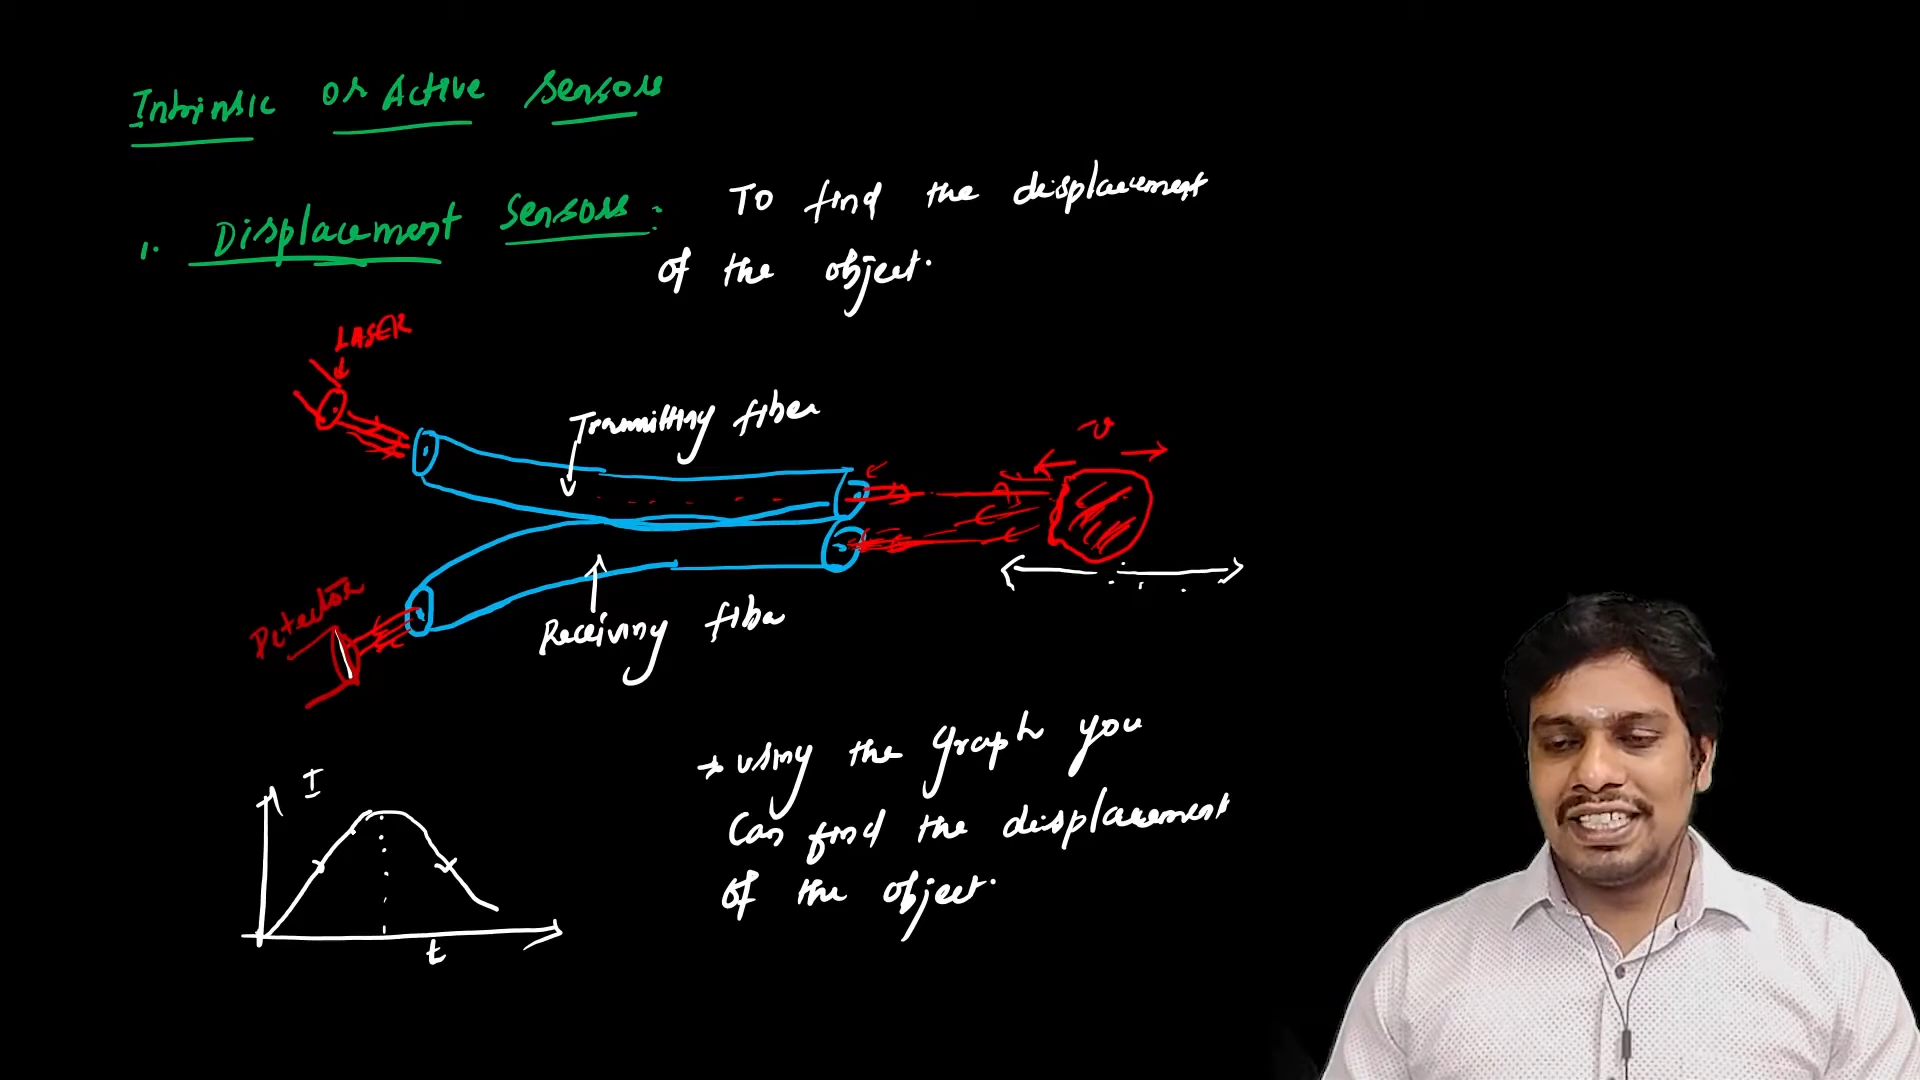 Intrinsic or Active Sensors
1. Displacement Sensors: To find the displacement
of the object.
LASER
Transmitting fiber
v
Detector
Receiving fiber
I
t
→ using the graph you
Can find the displacement
of the object.